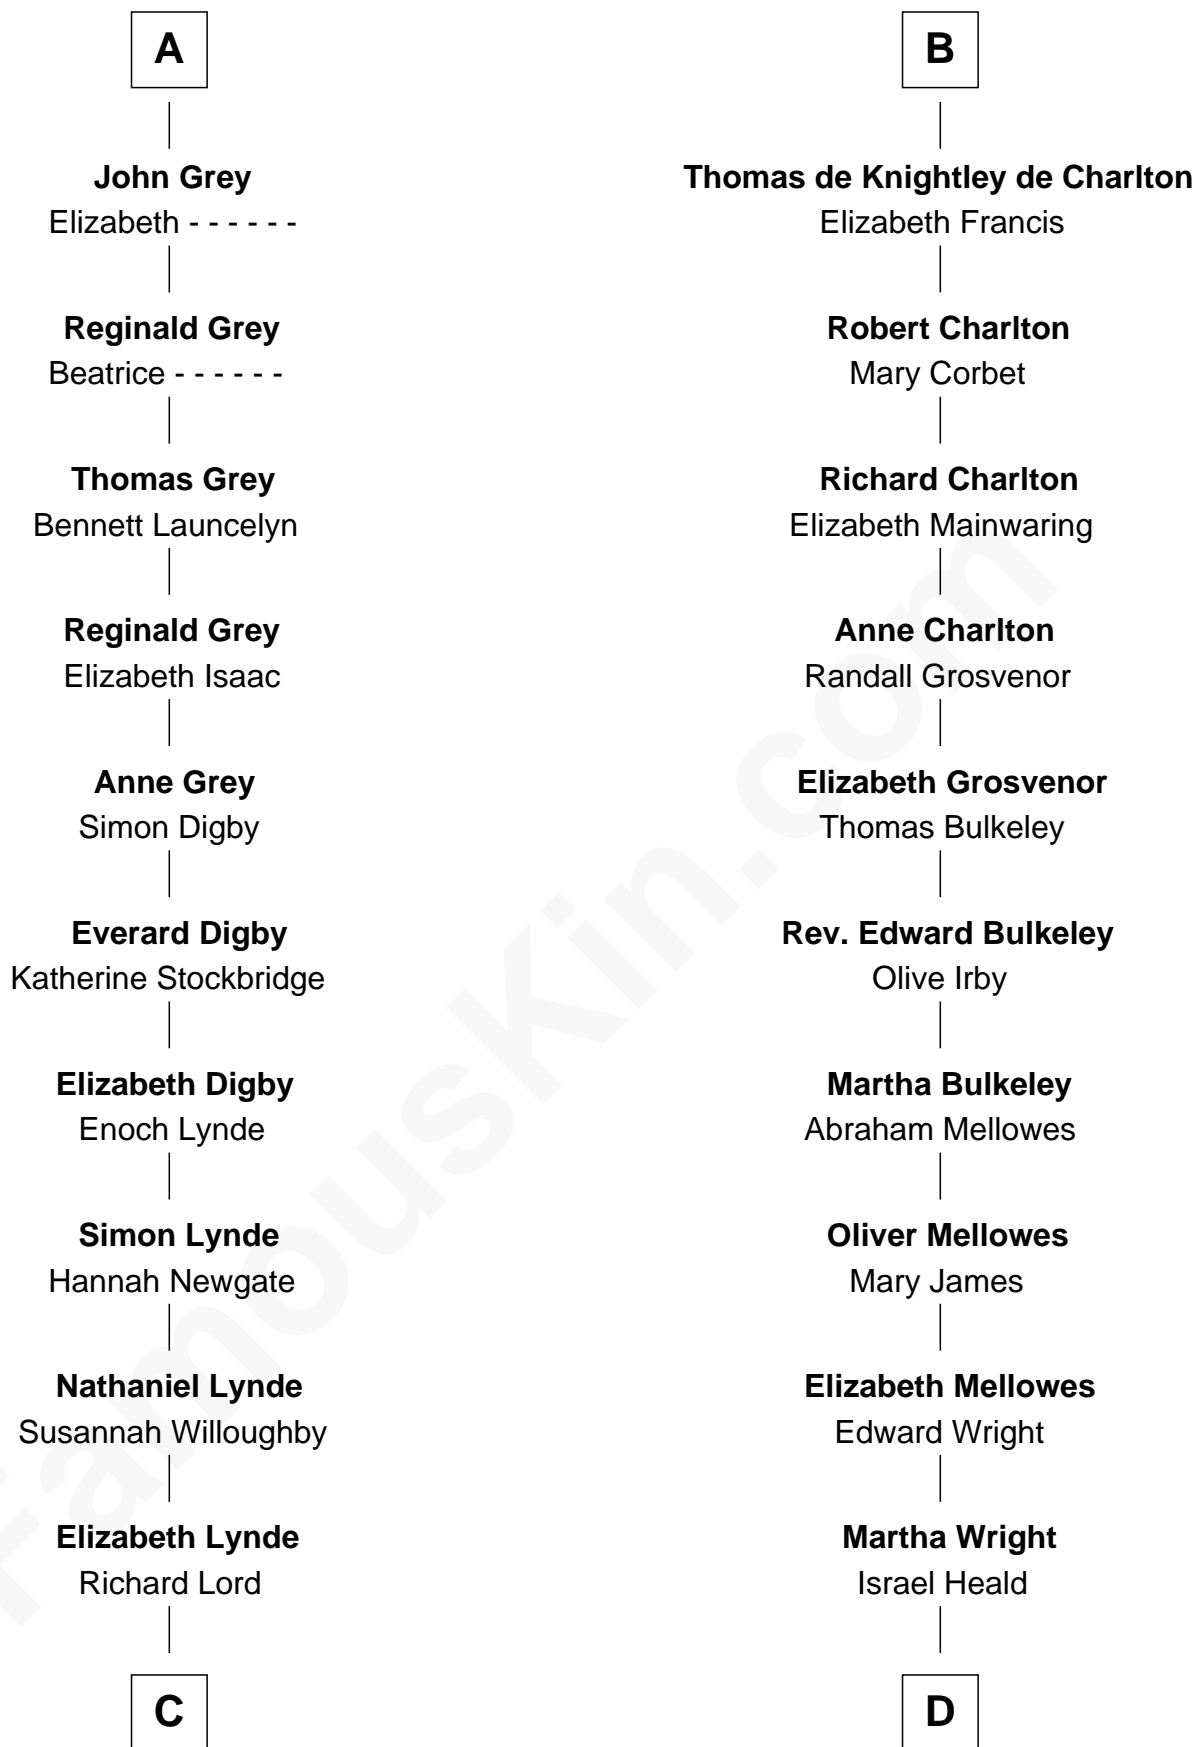 A
John Grey
Elizabeth - - - - - -
Reginald Grey
Beatrice - - - - - -
Thomas Grey
Bennett Launcelyn
Reginald Grey
Elizabeth Isaac
Anne Grey
Simon Digby
Everard Digby
Katherine Stockbridge
Elizabeth Digby
Enoch Lynde
Simon Lynde
Hannah Newgate
Nathaniel Lynde
Susannah Willoughby
Elizabeth Lynde
Richard Lord
C
B
Thomas de Knightley de Charlton
Elizabeth Francis
Robert Charlton
Mary Corbet
Richard Charlton
Elizabeth Mainwaring
Anne Charlton
Randall Grosvenor
Elizabeth Grosvenor
Thomas Bulkeley
Rev. Edward Bulkeley
Olive Irby
Martha Bulkeley
Abraham Mellowes
Oliver Mellowes
Mary James
Elizabeth Mellowes
Edward Wright
Martha Wright
Israel Heald
D
FamousKin.com